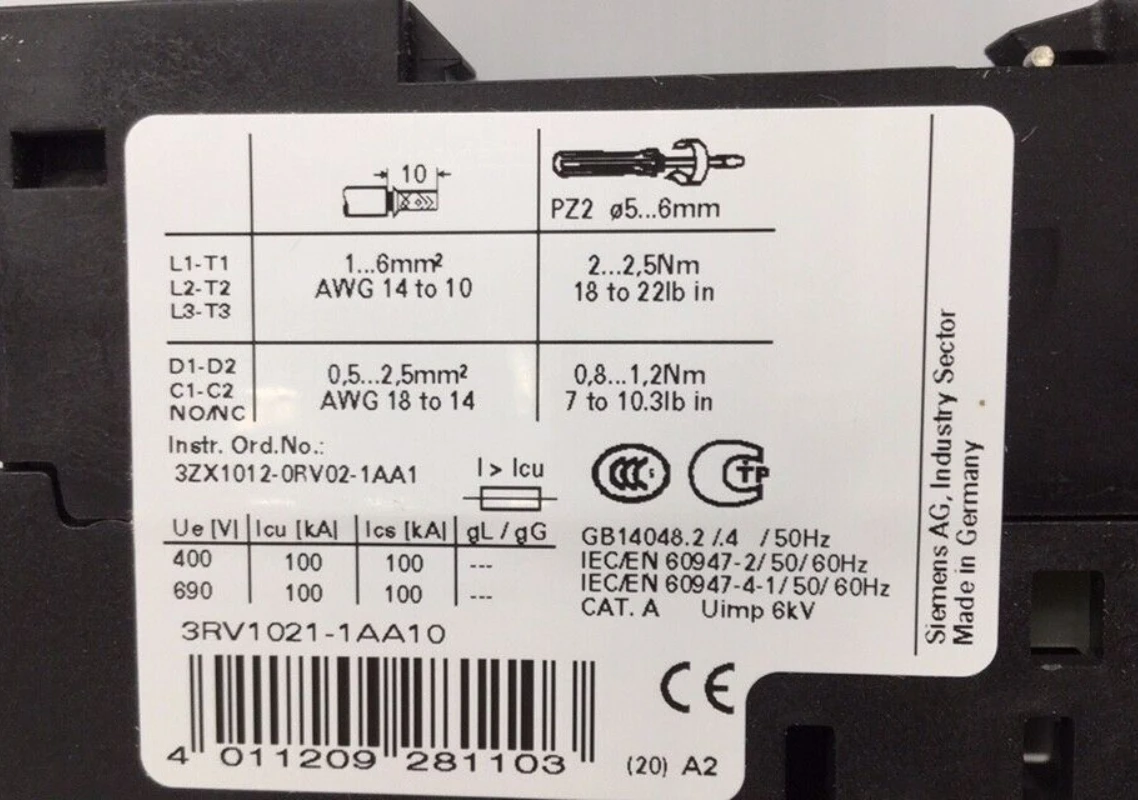 10
PZ2 ø5...6mm
L1-T1
L2-T2
L3-T3
1...6mm²
AWG 14 to 10
2...2,5Nm
18 to 22lb in
D1-D2
C1-C2
NO/NC
0,5...2,5mm²
AWG 18 to 14
0,8...1,2Nm
7 to 10.3lb in
Instr. Ord.No.:
3ZX1012-0RV02-1AA1
I > Icu
Ue [V] Icu [kA] Ics [kA] gL / gG
400 100 100 ---
690 100 100 ---
CCC S
CTP
GB14048.2 /.4 / 50Hz
IEC/EN 60947-2/ 50/ 60Hz
IEC/EN 60947-4-1/ 50/ 60Hz
CAT. A Uimp 6kV
3RV1021-1AA10
4 011209 281103
CE
(20) A2
Siemens AG, Industry Sector
Made in Germany